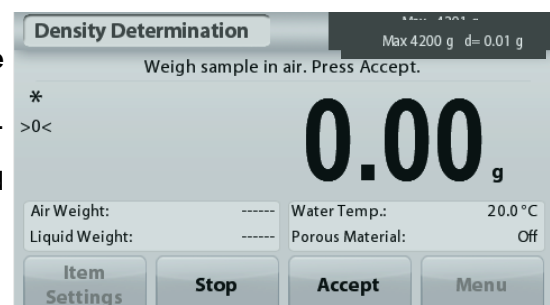 Density Determination
Max 4200 g d= 0.01 g
Weigh sample in air. Press Accept.
*
>0<
0.00 g
Air Weight: ------
Water Temp.: 20.0 °C
Liquid Weight: ------
Porous Material: Off
Item Settings
Stop
Accept
Menu